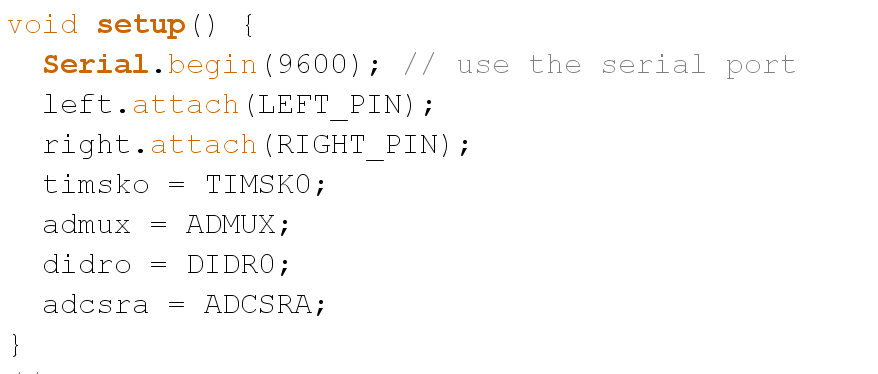 void setup() {
  Serial.begin(9600); // use the serial port
  left.attach(LEFT_PIN);
  right.attach(RIGHT_PIN);
  timsko = TIMSK0;
  admux = ADMUX;
  didro = DIDR0;
  adcsra = ADCSRA;
}